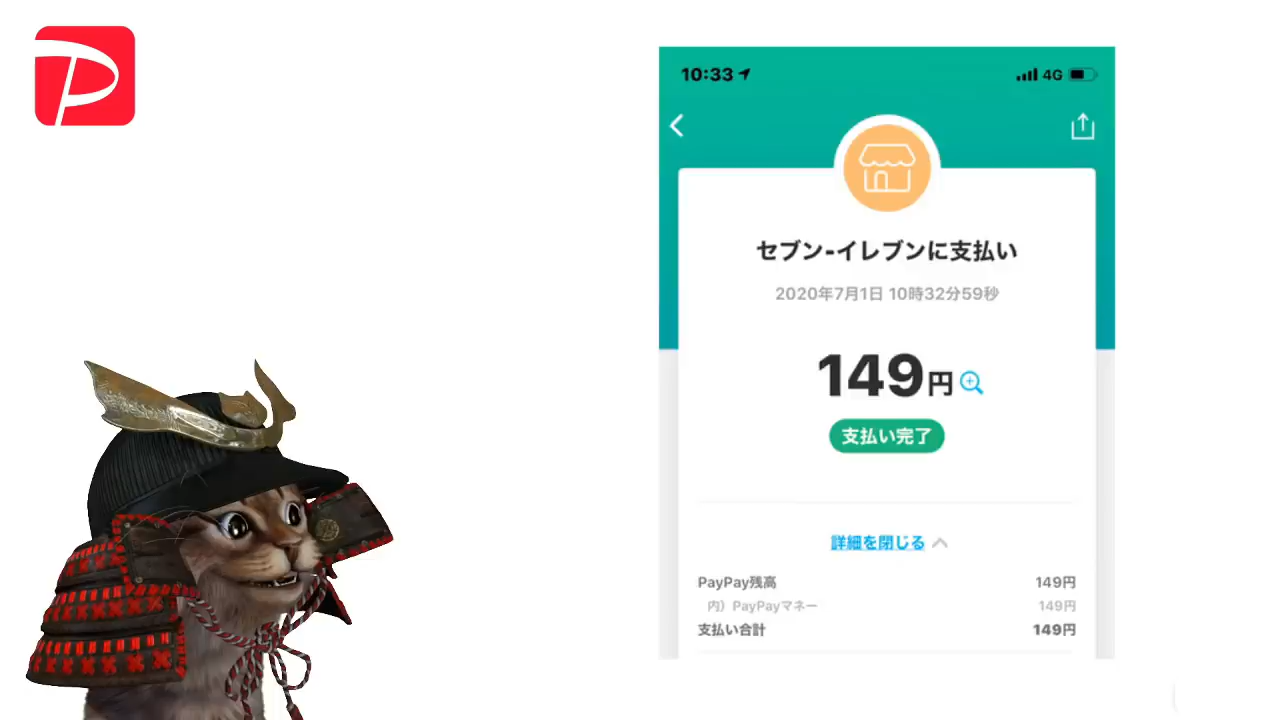 10:33
4G
セブン-イレブンに支払い
2020年7月1日 10時32分59秒
149円
支払い完了
詳細を閉じる
PayPay残高 149円
内）PayPayマネー 149円
支払い合計 149円